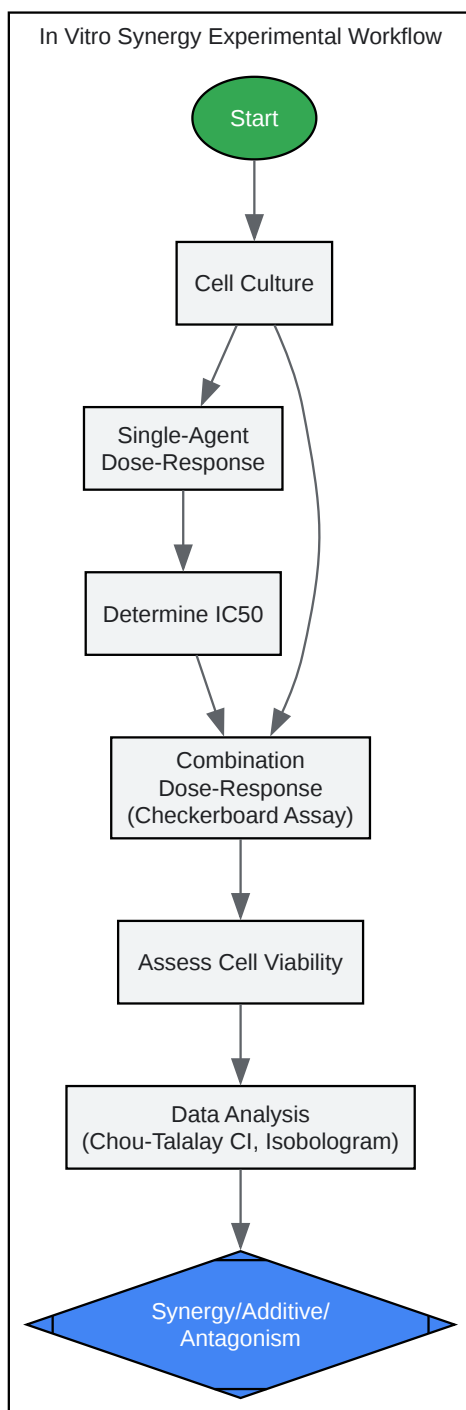 In Vitro Synergy Experimental Workflow
Start
Cell Culture
Single-Agent
Dose-Response
Determine IC50
Combination
Dose-Response
(Checkerboard Assay)
Assess Cell Viability
Data Analysis
(Chou-Talalay CI, Isobologram)
Synergy/Additive/
Antagonism